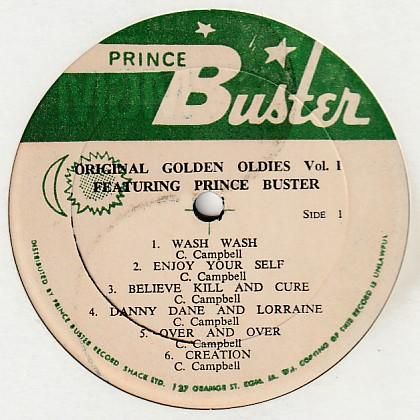 PRINCE
Buster
ORIGINAL GOLDEN OLDIES Vol. 1
FEATURING PRINCE BUSTER
SIDE 1
1. WASH WASH
C. Campbell
2. ENJOY YOUR SELF
C. Campbell
3. BELIEVE KILL AND CURE
C. Campbell
4. DANNY DANE AND LORRAINE
C. Campbell
5. OVER AND OVER
C. Campbell
6. CREATION
C. Campbell
DISTRIBUTED BY PRINCE BUSTER RECORD SHACK LTD. 127 ORANGE ST. KGN. JA. W.I. COPYING OF THIS RECORD IS UNLAWFUL